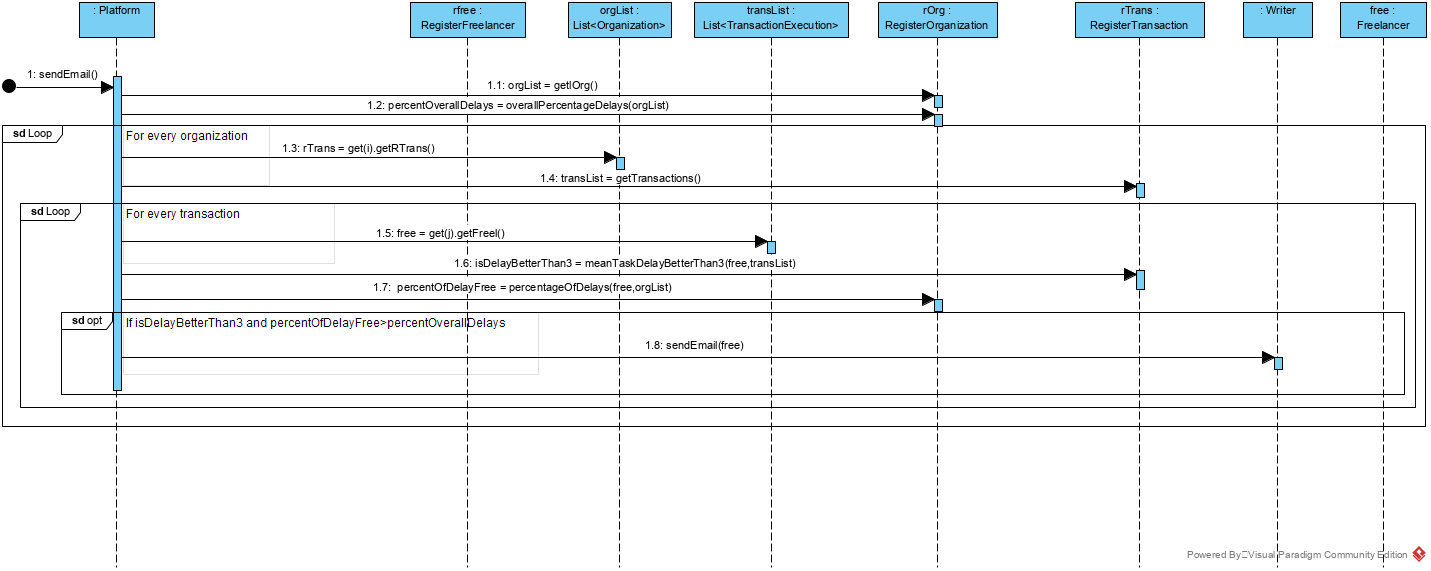 : Platform
rfree :
RegisterFreelancer
orgList :
List<Organization>
transList :
List<TransactionExecution>
rOrg :
RegisterOrganization
rTrans :
RegisterTransaction
: Writer
free :
Freelancer
1: sendEmail()
1.1: orgList = getlOrg()
1.2: percentOverallDelays = overallPercentageDelays(orgList)
sd Loop
For every organization
1.3: rTrans = get(i).getRTrans()
1.4: transList = getTransactions()
sd Loop
For every transaction
1.5: free = get(j).getFreel()
1.6: isDelayBetterThan3 = meanTaskDelayBetterThan3(free,transList)
1.7: percentOfDelayFree = percentageOfDelays(free,orgList)
sd opt
If isDelayBetterThan3 and percentOfDelayFree>percentOverallDelays
1.8: sendEmail(free)
Powered By Visual Paradigm Community Edition